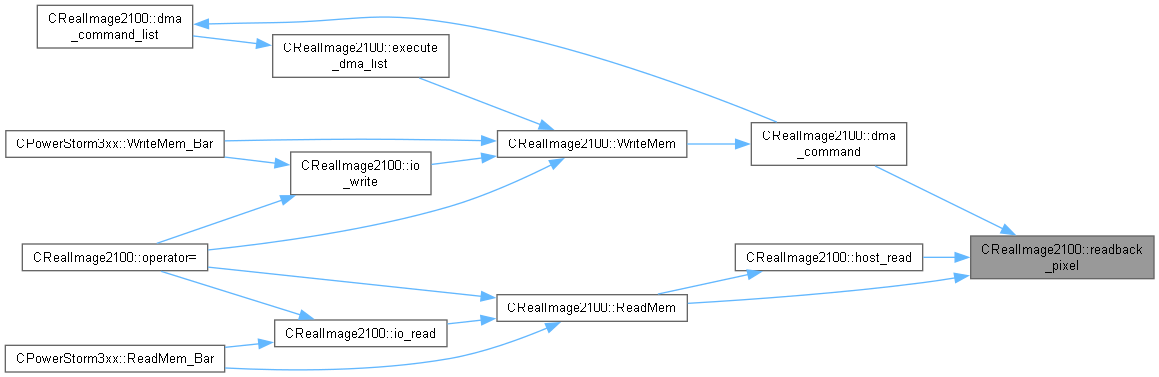 CRealImage2100::dma
_command_list
CRealImage2100::execute
_dma_list
CRealImage2100::dma
_command
CPowerStorm3xx::WriteMem_Bar
CRealImage2100::WriteMem
CRealImage2100::io
_write
CRealImage2100::operator=
CRealImage2100::host_read
CRealImage2100::readback
_pixel
CRealImage2100::ReadMem
CRealImage2100::io_read
CPowerStorm3xx::ReadMem_Bar